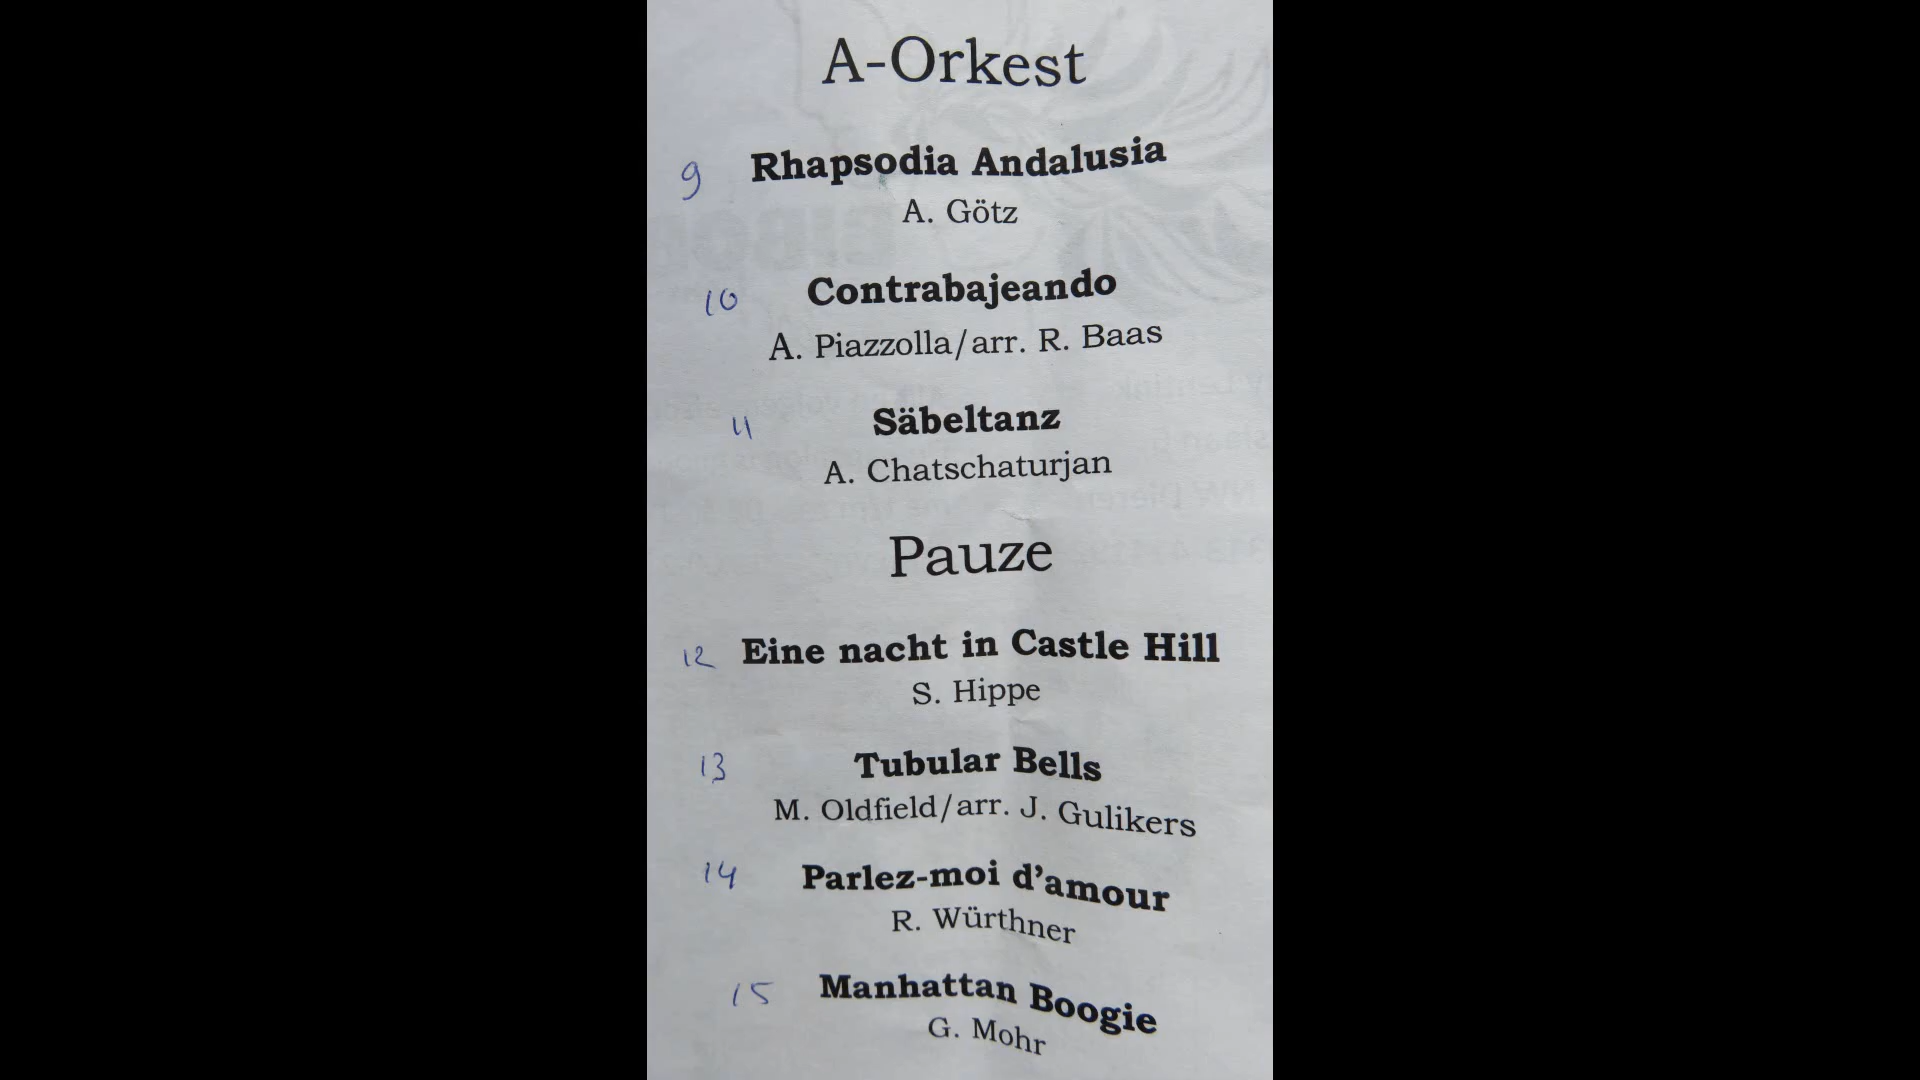 A-Orkest
9 Rhapsodia Andalusia
A. Götz
10 Contrabajeando
A. Piazzolla/arr. R. Baas
11 Säbeltanz
A. Chatschaturjan
Pauze
12 Eine nacht in Castle Hill
S. Hippe
13 Tubular Bells
M. Oldfield/arr. J. Gulikers
14 Parlez-moi d'amour
R. Würthner
15 Manhattan Boogie
G. Mohr